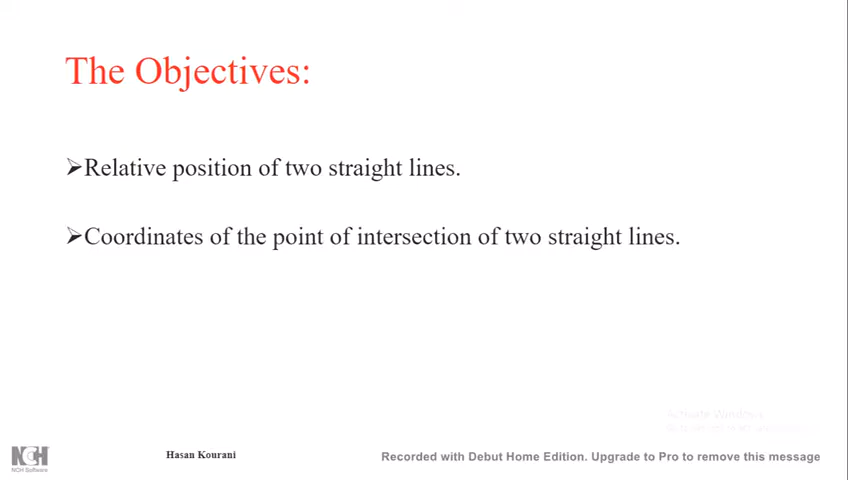 The Objectives:
➢Relative position of two straight lines.
➢Coordinates of the point of intersection of two straight lines.
Activate Windows
NCH
NCH Software
Hasan Kourani
Recorded with Debut Home Edition. Upgrade to Pro to remove this message